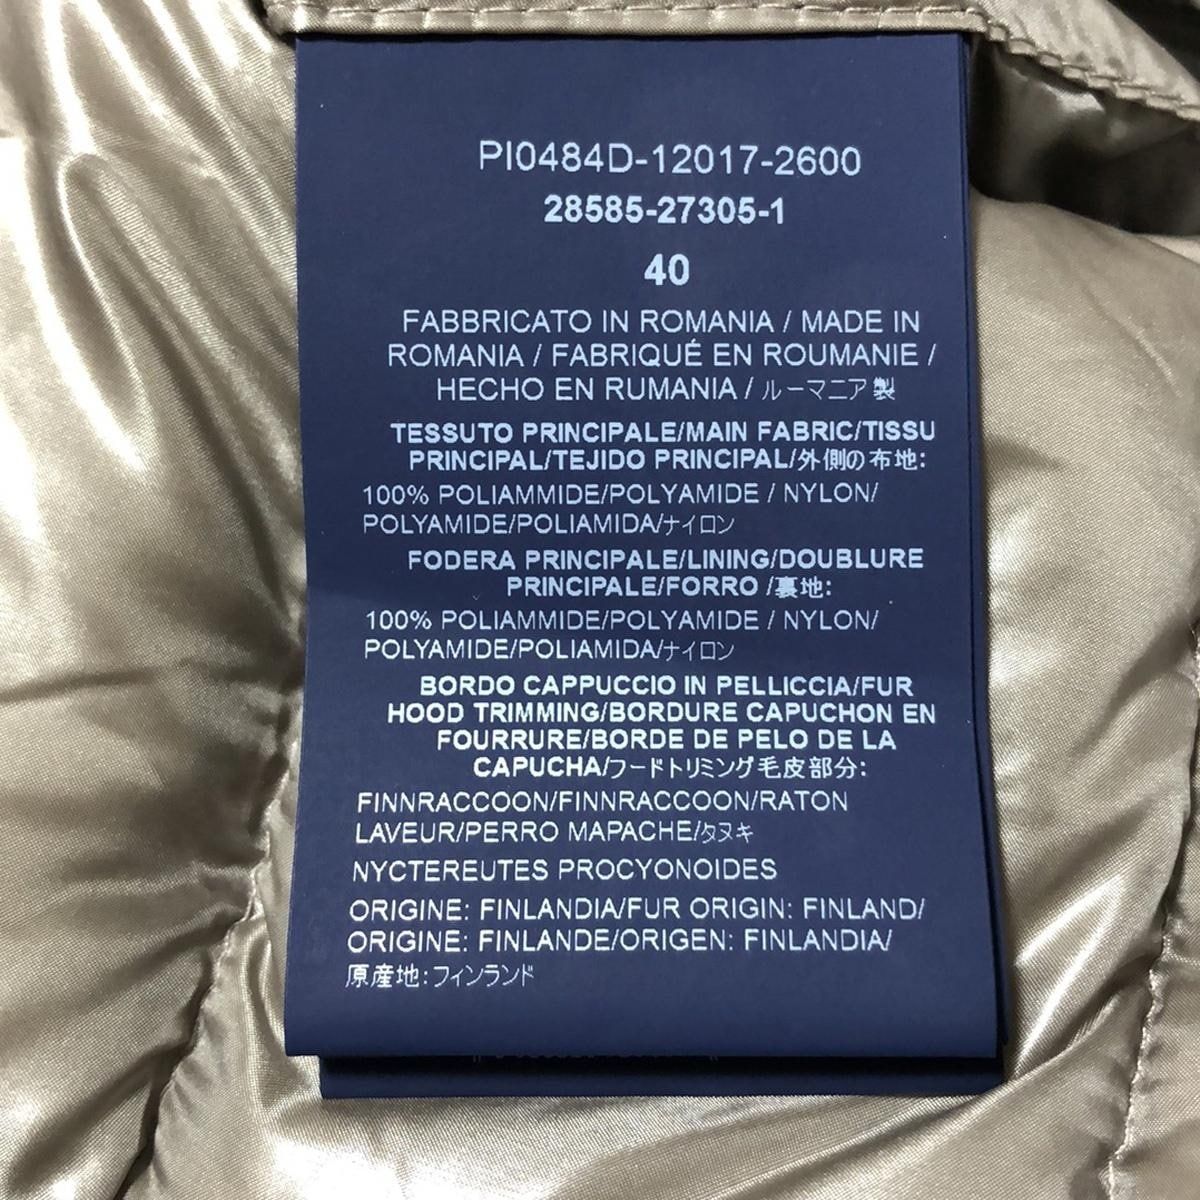 PI0484D-12017-2600
28585-27305-1
40
FABBRICATO IN ROMANIA / MADE IN
ROMANIA / FABRIQUÉ EN ROUMANIE /
HECHO EN RUMANIA / ルーマニア製
TESSUTO PRINCIPALE/MAIN FABRIC/TISSU
PRINCIPAL/TEJIDO PRINCIPAL/外側の布地:
100% POLIAMMIDE/POLYAMIDE / NYLON/
POLYAMIDE/POLIAMIDA/ナイロン
FODERA PRINCIPALE/LINING/DOUBLURE
PRINCIPALE/FORRO /裏地:
100% POLIAMMIDE/POLYAMIDE / NYLON/
POLYAMIDE/POLIAMIDA/ナイロン
BORDO CAPPUCCIO IN PELLICCIA/FUR
HOOD TRIMMING/BORDURE CAPUCHON EN
FOURRURE/BORDE DE PELO DE LA
CAPUCHA/フードトリミング毛皮部分:
FINNRACCOON/FINNRACCOON/RATON
LAVEUR/PERRO MAPACHE/タヌキ
NYCTEREUTES PROCYONOIDES
ORIGINE: FINLANDIA/FUR ORIGIN: FINLAND/
ORIGINE: FINLANDE/ORIGEN: FINLANDIA/
原産地:フィンランド